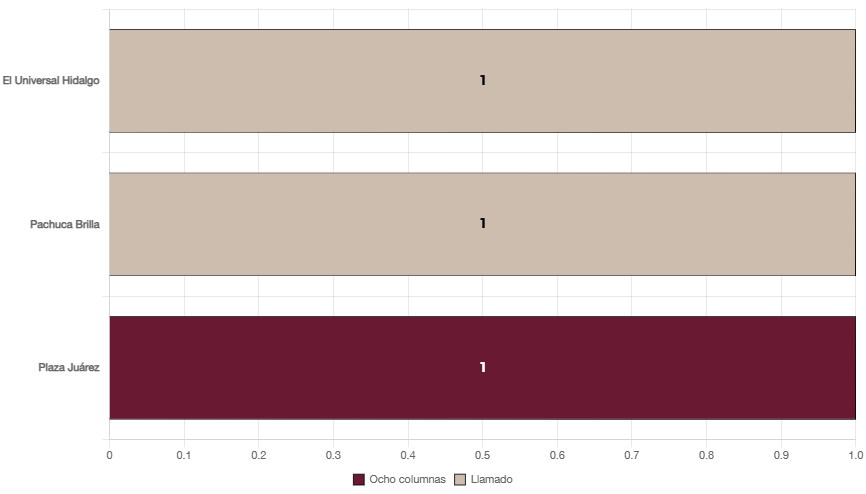 El Universal Hidalgo
1
Pachuca Brilla
1
Plaza Juárez
1
0 0.1 0.2 0.3 0.4 0.5 0.6 0.7 0.8 0.9 1.0
Ocho columnas Llamado